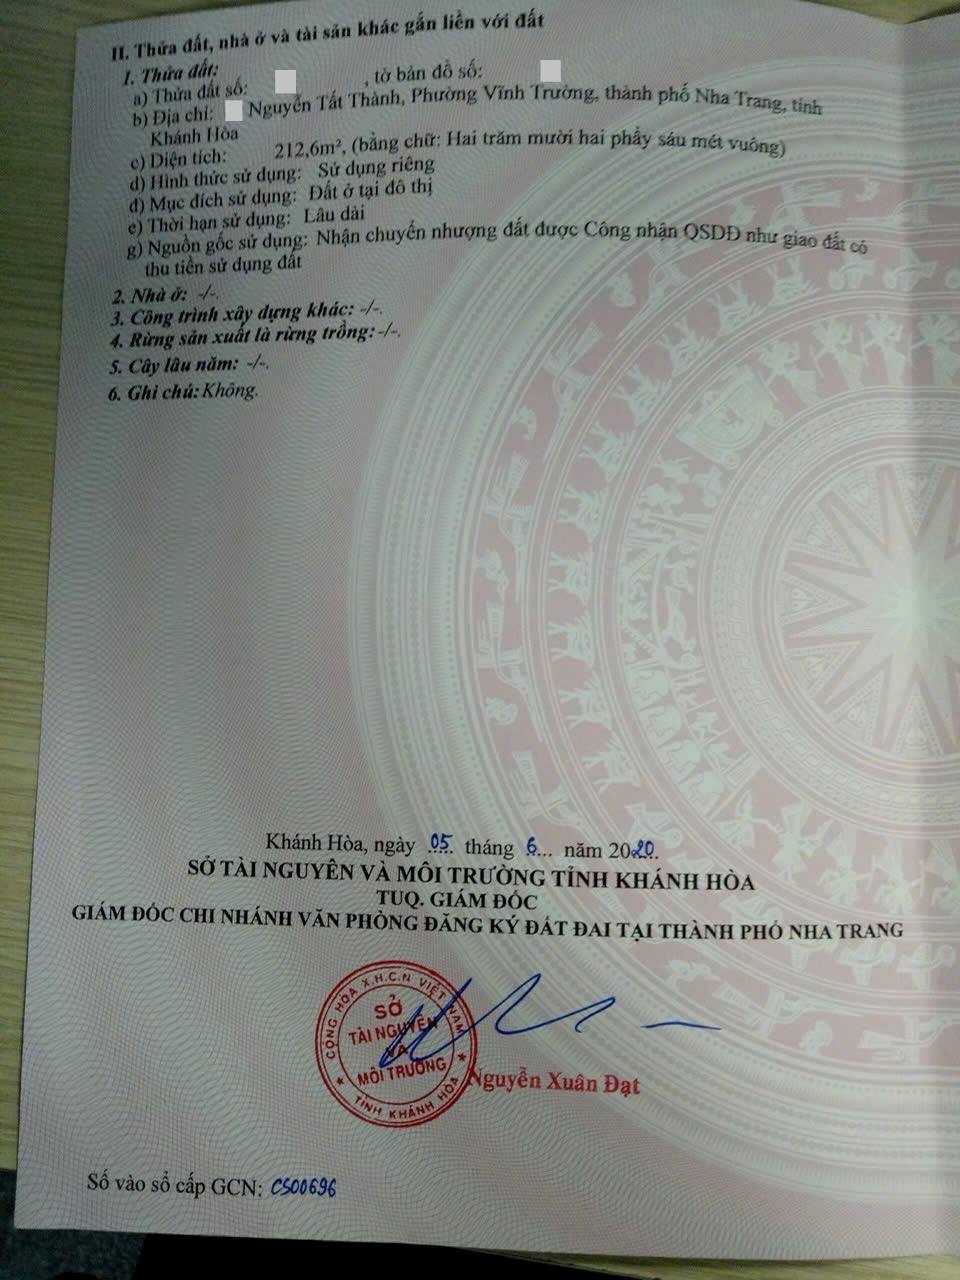 II. Thửa đất, nhà ở và tài sản khác gắn liền với đất
1. Thửa đất:
a) Thửa đất số: , tờ bản đồ số:
b) Địa chỉ: Nguyễn Tất Thành, Phường Vĩnh Trường, thành phố Nha Trang, tỉnh
Khánh Hòa
c) Diện tích: 212,6m², (bằng chữ: Hai trăm mười hai phẩy sáu mét vuông)
d) Hình thức sử dụng: Sử dụng riêng
đ) Mục đích sử dụng: Đất ở tại đô thị
e) Thời hạn sử dụng: Lâu dài
g) Nguồn gốc sử dụng: Nhận chuyển nhượng đất được Công nhận QSDĐ như giao đất có
thu tiền sử dụng đất
2. Nhà ở: -/-.
3. Công trình xây dựng khác: -/-.
4. Rừng sản xuất là rừng trồng: -/-.
5. Cây lâu năm: -/-.
6. Ghi chú: Không.
Khánh Hòa, ngày 05 tháng 6 năm 2020.
SỞ TÀI NGUYÊN VÀ MÔI TRƯỜNG TỈNH KHÁNH HÒA
TUQ. GIÁM ĐỐC
GIÁM ĐỐC CHI NHÁNH VĂN PHÒNG ĐĂNG KÝ ĐẤT ĐAI TẠI THÀNH PHỐ NHA TRANG
CỘNG HÒA X.H.C.N VIỆT NAM
SỞ
TÀI NGUYÊN
VÀ
MÔI TRƯỜNG
TỈNH KHÁNH HÒA
Nguyễn Xuân Đạt
Số vào sổ cấp GCN: CS00696